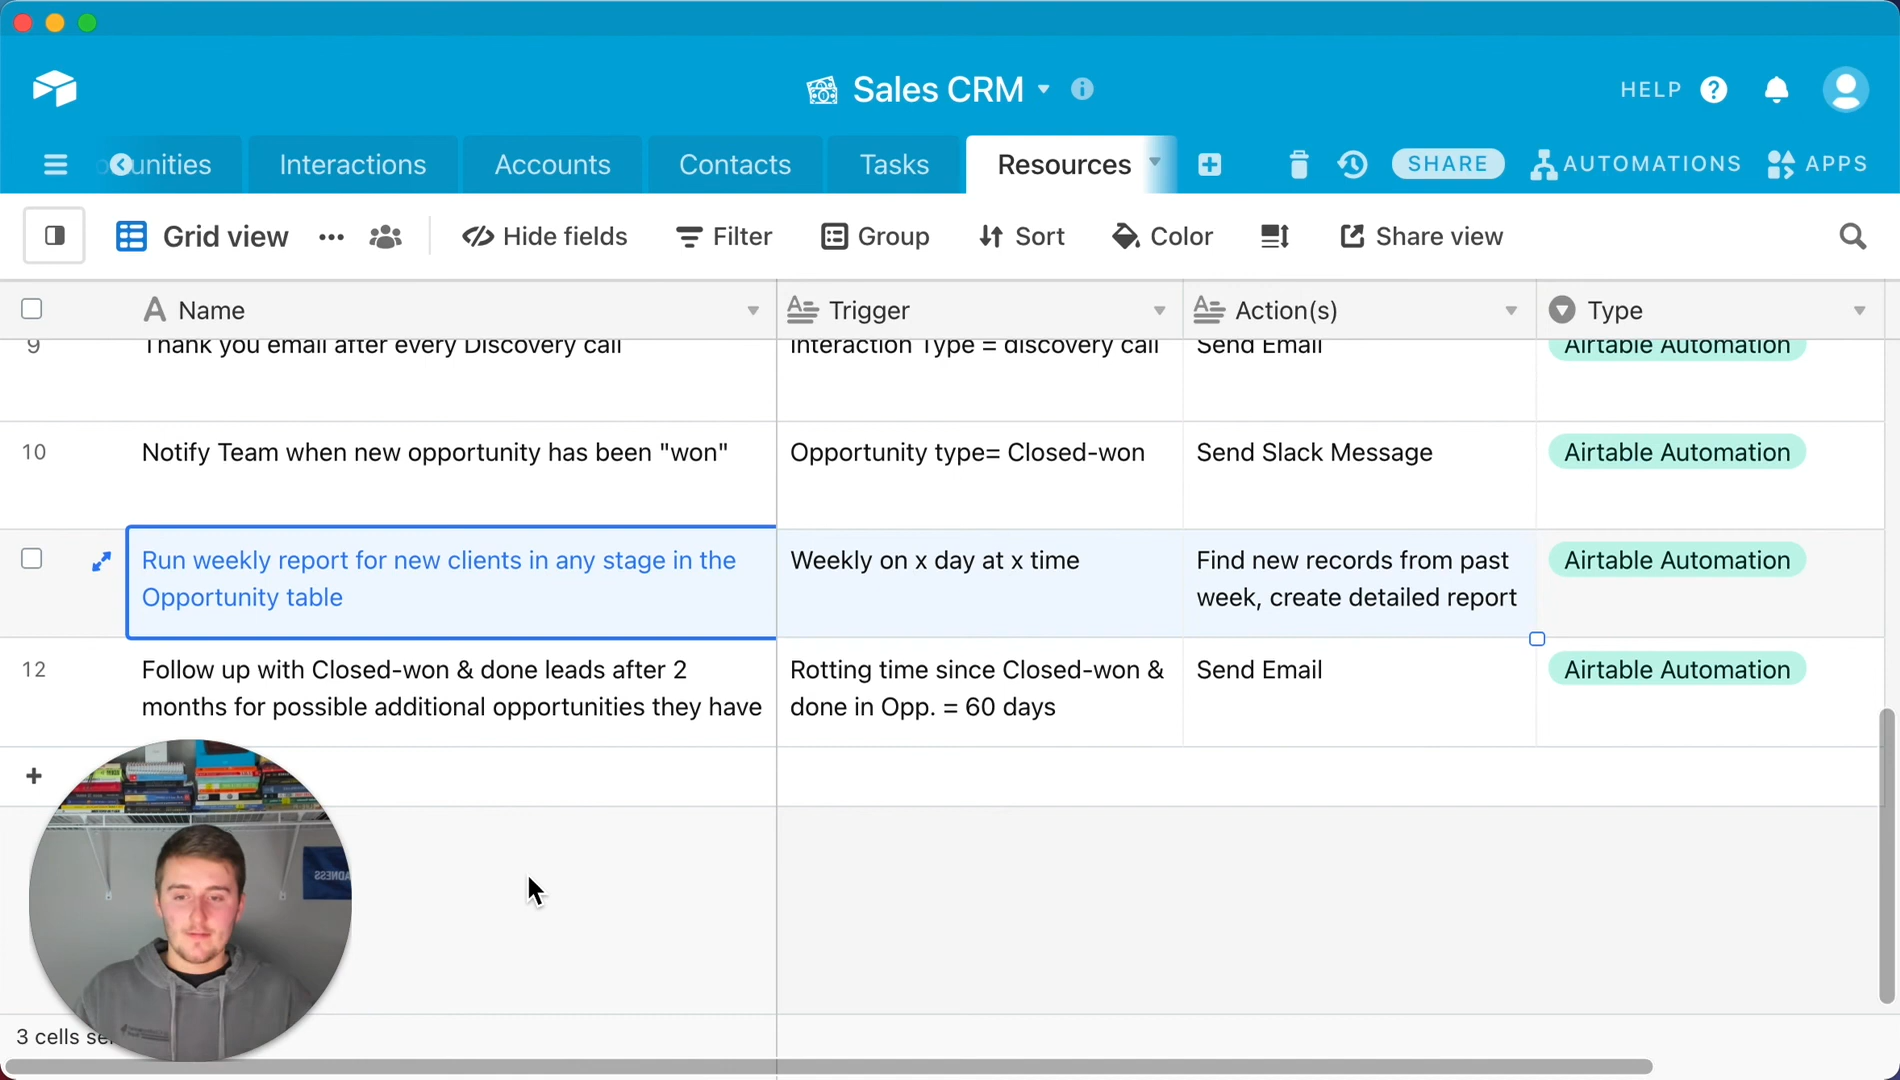 Sales CRM
HELP
unities
Interactions
Accounts
Contacts
Tasks
Resources
SHARE
AUTOMATIONS
APPS
Grid view
Hide fields
Filter
Group
Sort
Color
Share view
Name
Trigger
Action(s)
Type
9
Thank you email after every Discovery call
Interaction Type = discovery call
Send Email
Airtable Automation
10
Notify Team when new opportunity has been "won"
Opportunity type= Closed-won
Send Slack Message
Airtable Automation
Run weekly report for new clients in any stage in the
Opportunity table
Weekly on x day at x time
Find new records from past
week, create detailed report
Airtable Automation
12
Follow up with Closed-won & done leads after 2
months for possible additional opportunities they have
Rotting time since Closed-won &
done in Opp. = 60 days
Send Email
Airtable Automation
3 cells se